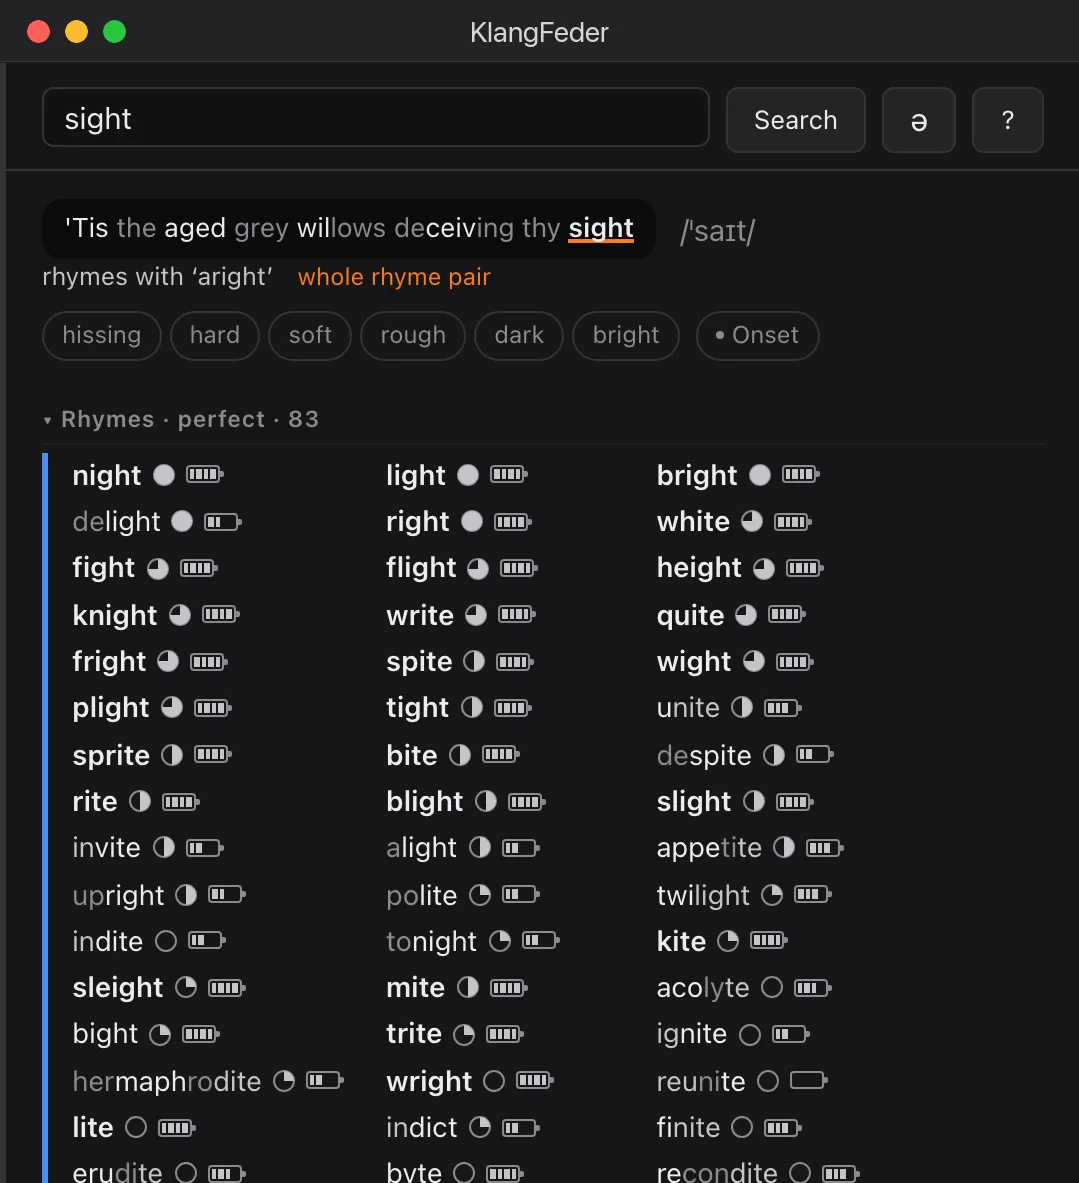 KlangFeder
sight Search ə ?
'Tis the aged grey willows deceiving thy sight /ˈsaɪt/
rhymes with ‘aright’ whole rhyme pair
hissing hard soft rough dark bright • Onset
▾ Rhymes · perfect · 83
night light bright
delight right white
fight flight height
knight write quite
fright spite wight
plight tight unite
sprite bite despite
rite blight slight
invite alight appetite
upright polite twilight
indite tonight kite
sleight mite acolyte
bight trite ignite
hermaphrodite wright reunite
lite indict finite
erudite byte recondite